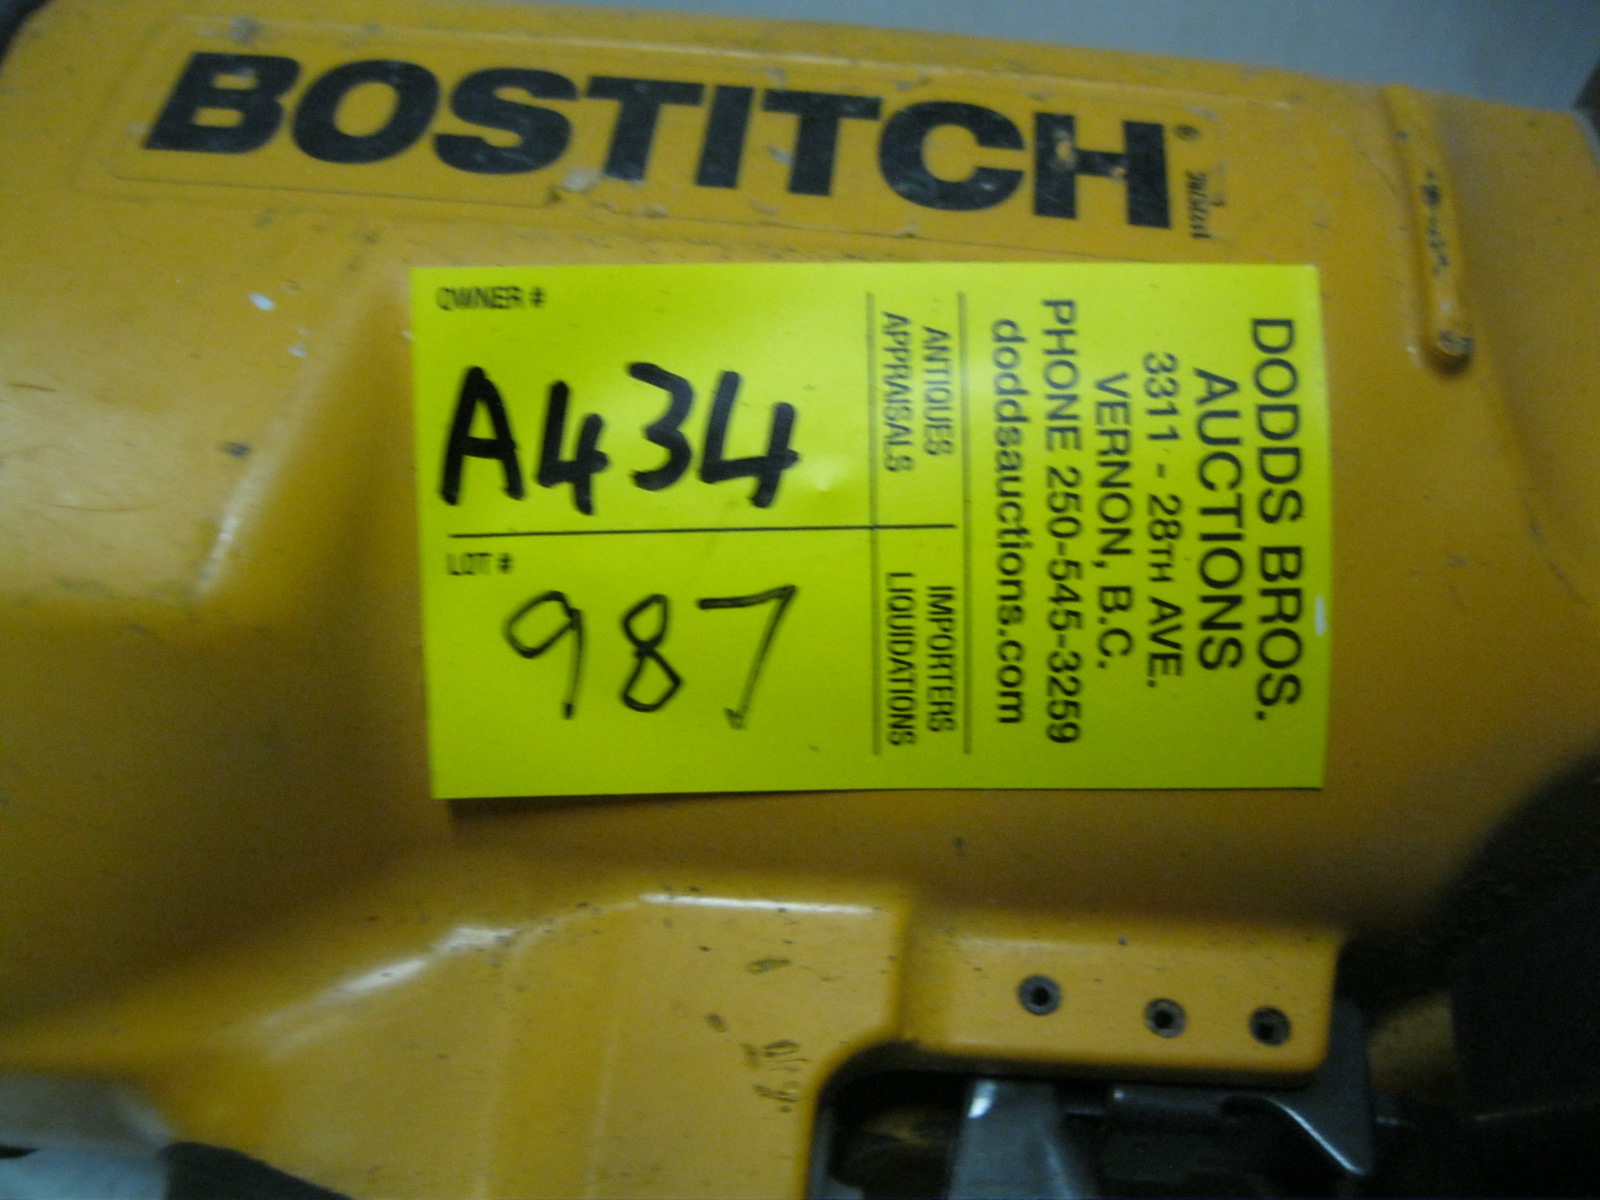 BOSTITCH®
OWNER #
A434
LOT #
987
DODDS BROS.
AUCTIONS
3311 - 28TH AVE.
VERNON, B.C.
PHONE 250-545-3259
doddsauctions.com
ANTIQUES
APPRAISALS
IMPORTERS
LIQUIDATIONS